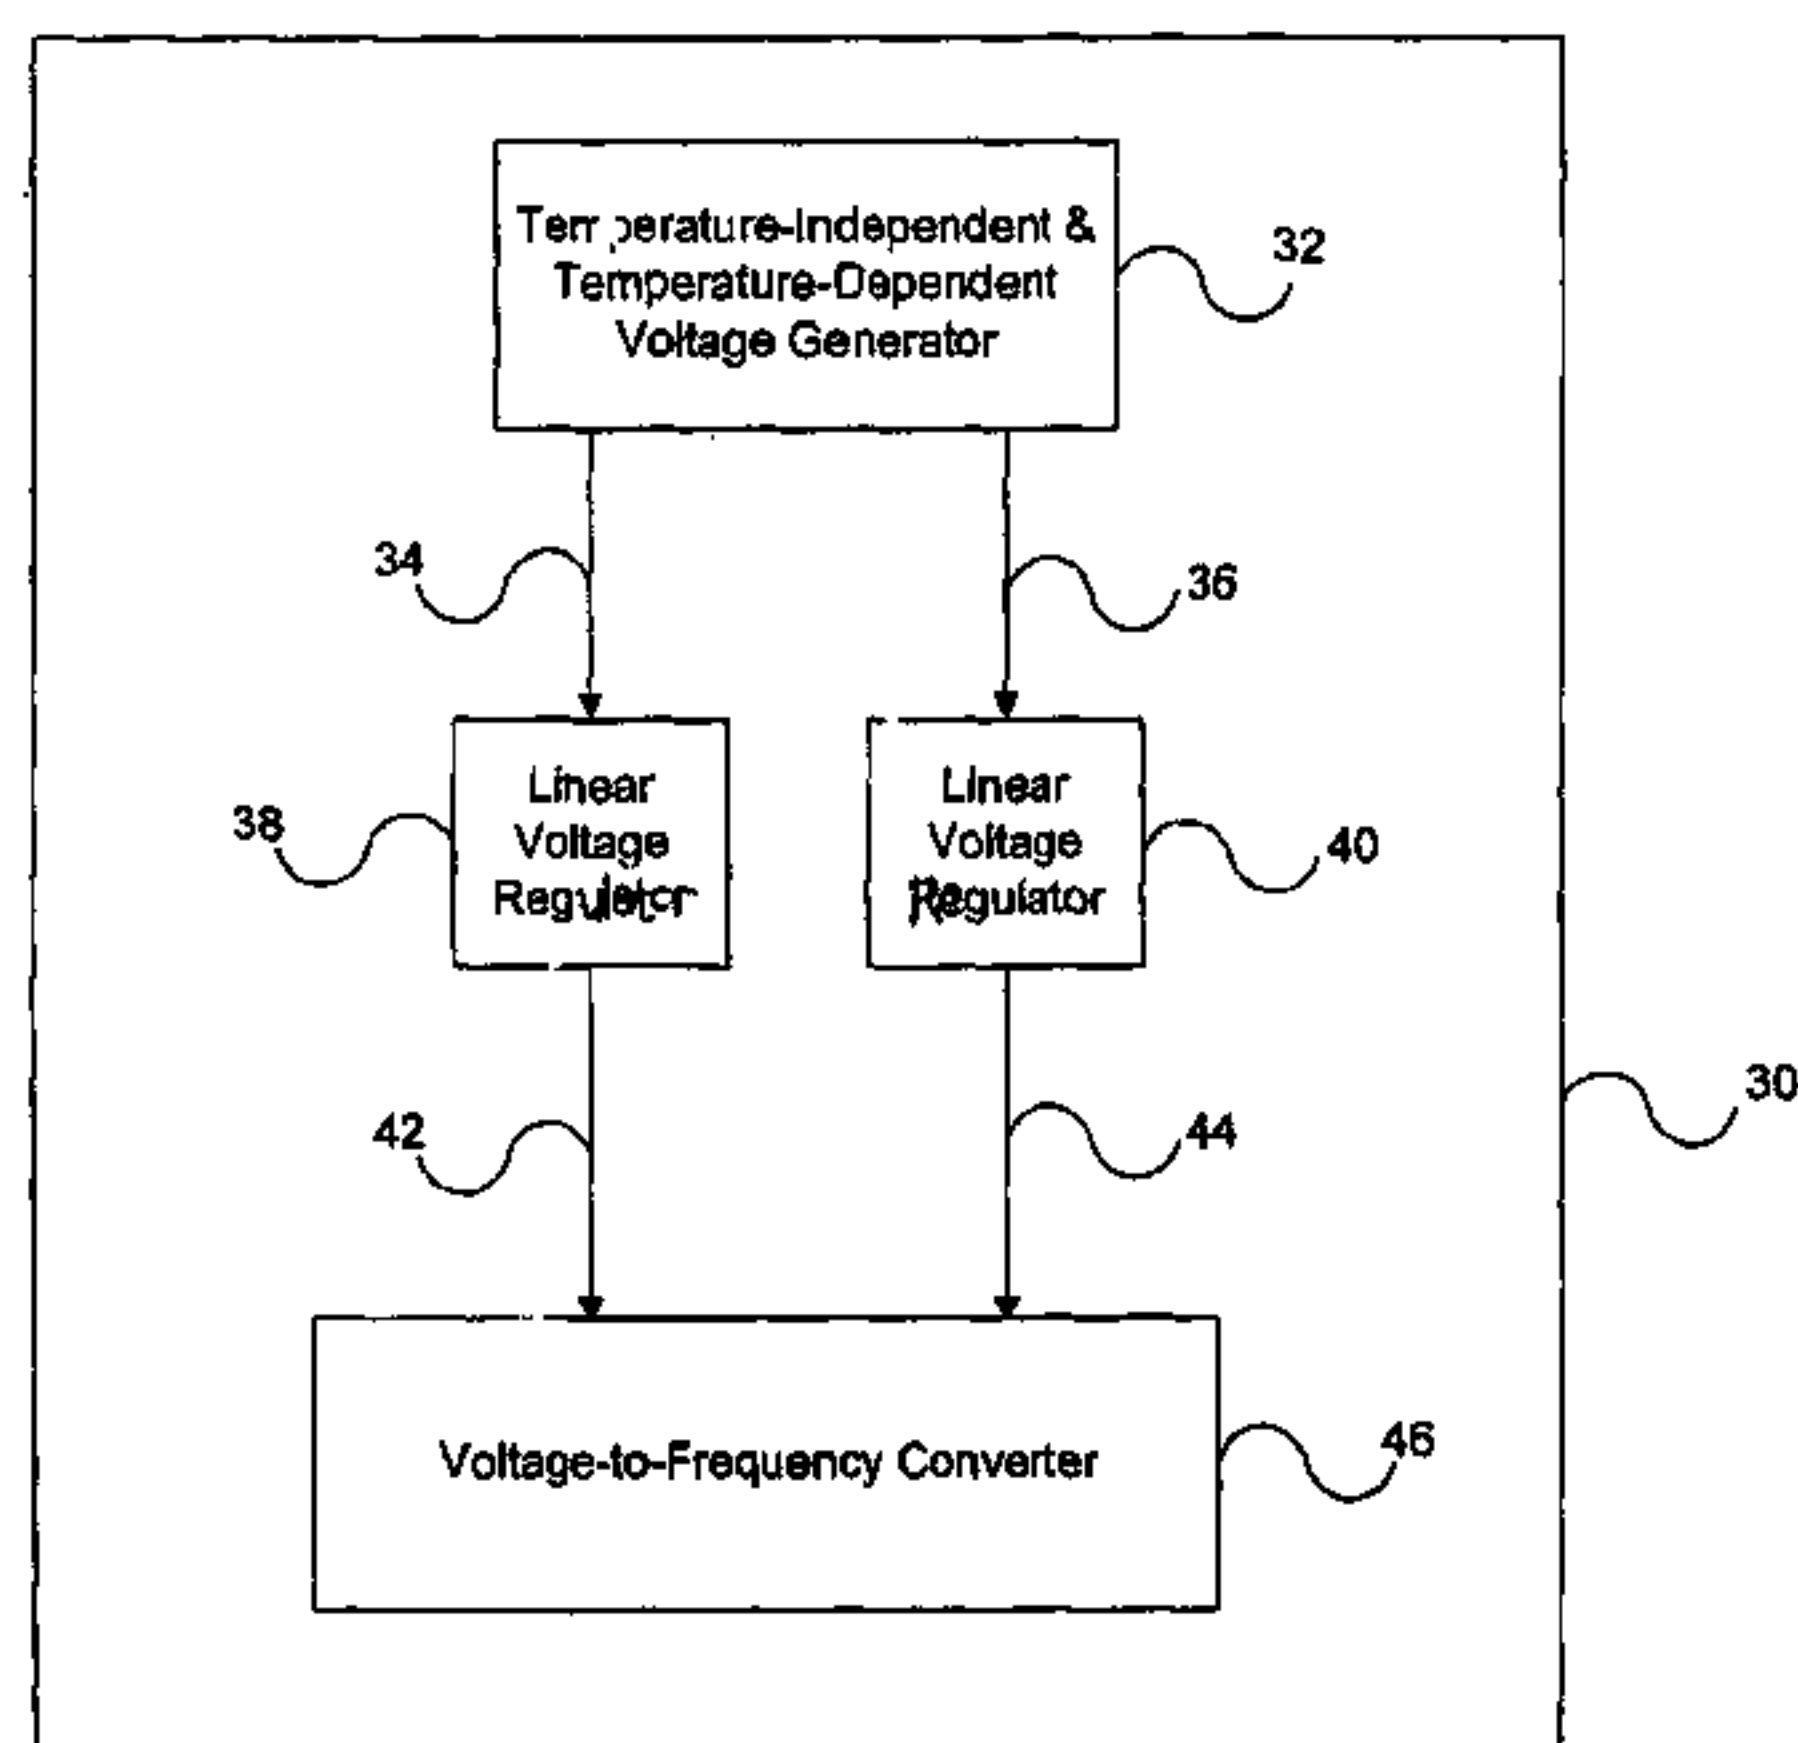 Temperature-Independent &
Temperature-Dependent
Voltage Generator
32
34
36
Linear
Voltage
Regulator
38
Linear
Voltage
Regulator
40
30
42
44
Voltage-to-Frequency Converter
46